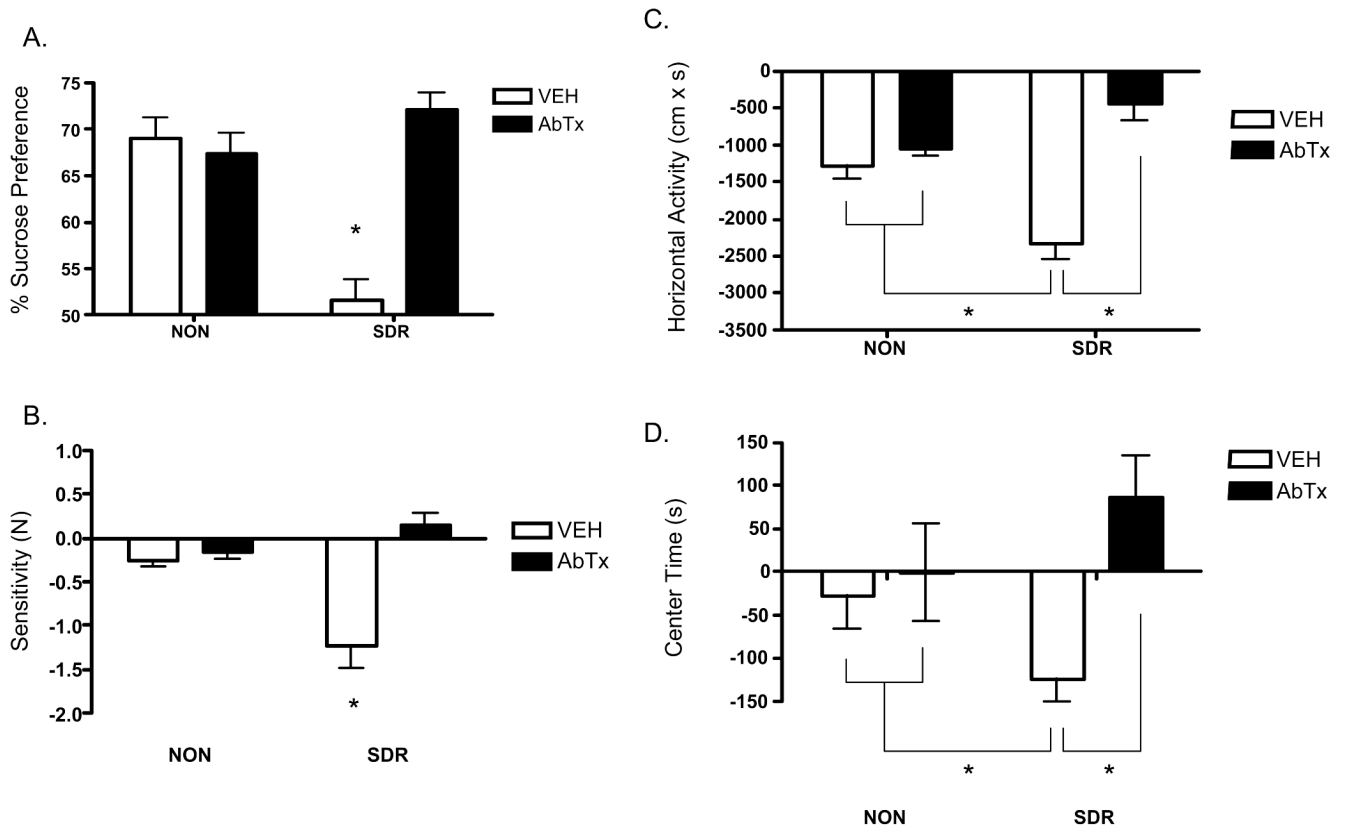 A.
% Sucrose Preference
75
70
65
60
55
50
*
NON
SDR
VEH
AbTx
B.
Sensitivity (N)
1.0
0.5
0.0
-0.5
-1.0
-1.5
-2.0
*
NON
SDR
VEH
AbTx
C.
Horizontal Activity (cm x s)
0
-500
-1000
-1500
-2000
-2500
-3000
-3500
*
*
NON
SDR
VEH
AbTx
D.
Center Time (s)
150
100
50
0
-50
-100
-150
*
*
NON
SDR
VEH
AbTx